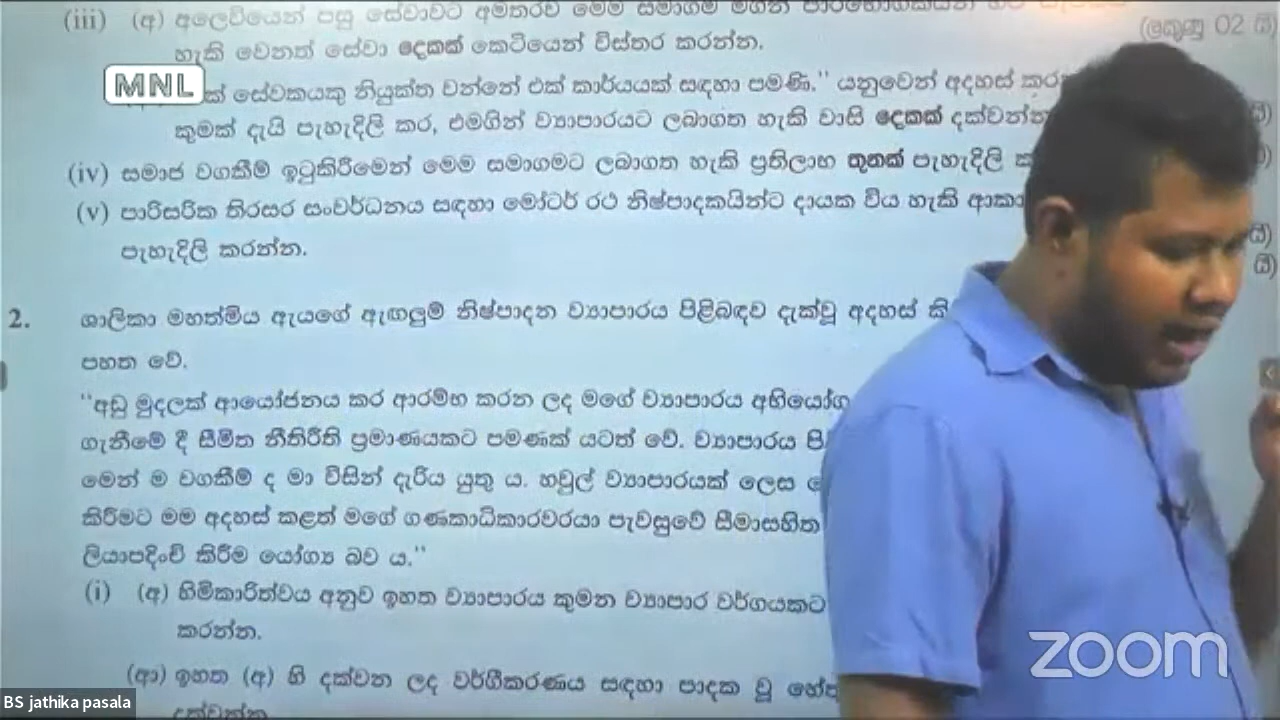 (iii) (අ) අලෙවියෙන් පසු සේවාවට අමතරව මෙම සමාගම මගින්
(ලකුණු 02 යි)
හැකි වෙනත් සේවා දෙකක් කෙටියෙන් විස්තර කරන්න.
MNL
ක් සේවකයකු නියුක්ත වන්නේ එක් කාර්යයක් සඳහා පමණි." යනුවෙන් අදහස් කර
කුමක් දැයි පැහැදිලි කර, එමගින් ව්‍යාපාරයට ලබාගත හැකි වාසි දෙකක් දක්වන්න
(iv) සමාජ වගකීම් ඉටුකිරීමෙන් මෙම සමාගමට ලබාගත හැකි ප්‍රතිලාභ තුනක් පැහැදිලි ක
(v) පාරිසරික තිරසර සංවර්ධනය සඳහා මෝටර් රථ නිෂ්පාදකයින්ට දායක විය හැකි ආකා
යි)
පැහැදිලි කරන්න.
යි)
2. ශාලිකා මහත්මිය ඇයගේ ඇඟලුම් නිෂ්පාදන ව්‍යාපාරය පිළිබඳව දැක්වූ අදහස් කි
පහත වේ.
"අඩු මුදලක් ආයෝජනය කර ආරම්භ කරන ලද මගේ ව්‍යාපාරය අභියෝග
ගැනීමේ දී සීමිත නීතිරීති ප්‍රමාණයකට පමණක් යටත් වේ. ව්‍යාපාරය පි
මෙන් ම වගකීම් ද මා විසින් දැරිය යුතු ය. හවුල් ව්‍යාපාරයක් ලෙස
කිරීමට මම අදහස් කළත් මගේ ගණකාධිකාරවරයා පැවසුවේ සීමාසහිත
ලියාපදිංචි කිරීම යෝග්‍ය බව ය."
(i) (අ) හිමිකාරිත්වය අනුව ඉහත ව්‍යාපාරය කුමන ව්‍යාපාර වර්ගයකට
කරන්න.
zoom
(ආ) ඉහත (අ) හි දක්වන ලද වර්ගීකරණය සඳහා පාදක වූ හේතු
BS jathika pasala
දක්වන්න